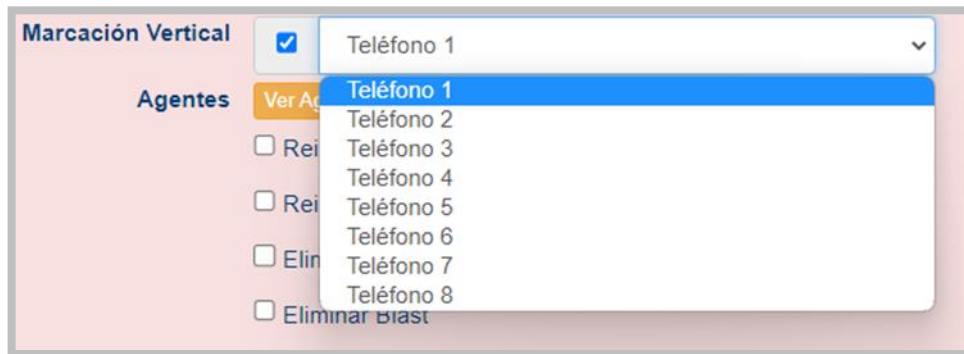 Marcación Vertical
Teléfono 1
Agentes
Ver
Teléfono 1
Teléfono 2
Teléfono 3
Teléfono 4
Teléfono 5
Teléfono 6
Teléfono 7
Teléfono 8
Eliminar Blast